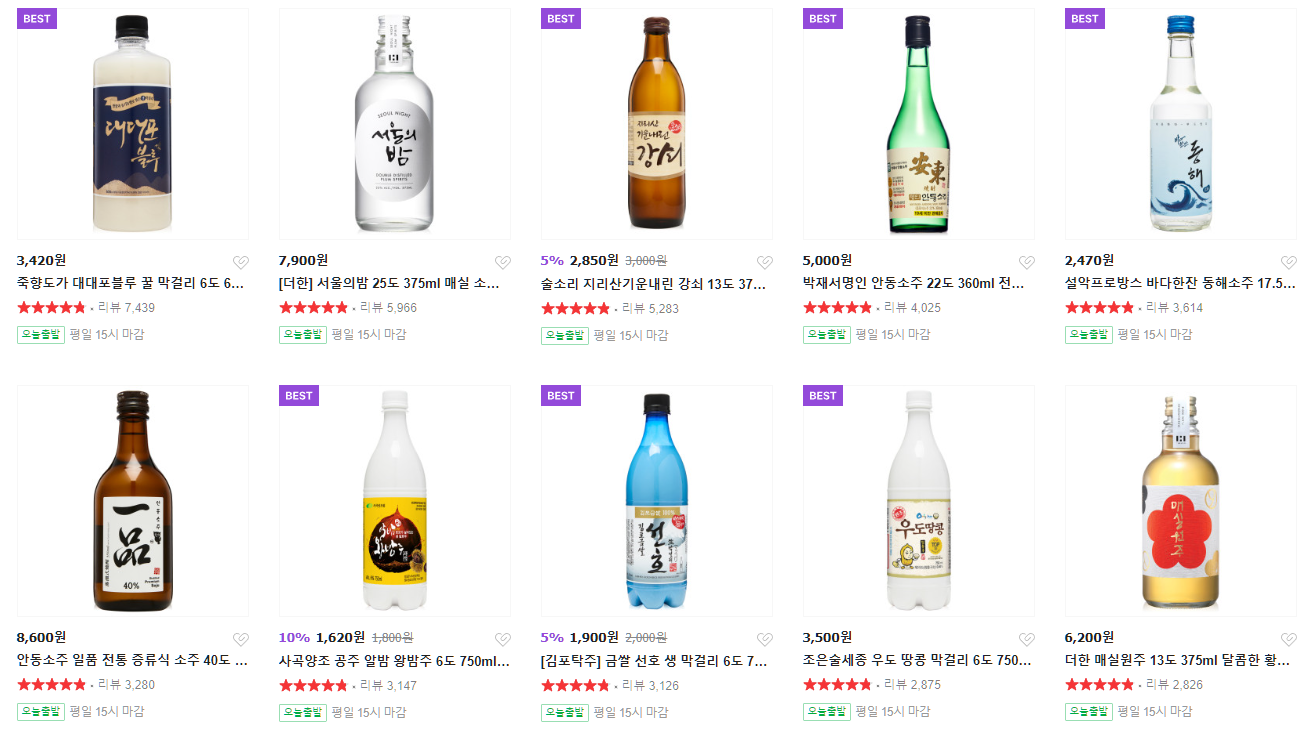 BEST
BEST
BEST
BEST
BEST
대대포
블루
SEOUL NIGHT
서울의
밤
DOUBLE DISTILLED
PLUM SPIRITS
지리산
기운내린
강쇠
安東
안동소주
동해
3,420원
7,900원
5% 2,850원 3,000원
5,000원
2,470원
죽향도가 대대포블루 꿀 막걸리 6도 6...
[더한] 서울의밤 25도 375ml 매실 소...
술소리 지리산기운내린 강쇠 13도 37...
박재서명인 안동소주 22도 360ml 전...
설악프로방스 바다한잔 동해소주 17.5...
• 리뷰 7,439
• 리뷰 5,966
• 리뷰 5,283
• 리뷰 4,025
• 리뷰 3,614
오늘출발 평일 15시 마감
오늘출발 평일 15시 마감
오늘출발 평일 15시 마감
오늘출발 평일 15시 마감
오늘출발 평일 15시 마감
BEST
BEST
BEST
一品
안동소주
40%
알밤
왕밤주
선호
우도땅콩
매실원주
8,600원
10% 1,620원 1,800원
5% 1,900원 2,000원
3,500원
6,200원
안동소주 일품 전통 증류식 소주 40도 ...
사곡양조 공주 알밤 왕밤주 6도 750ml...
[김포탁주] 금쌀 선호 생 막걸리 6도 7...
조은술세종 우도 땅콩 막걸리 6도 750...
더한 매실원주 13도 375ml 달콤한 황...
• 리뷰 3,280
• 리뷰 3,147
• 리뷰 3,126
• 리뷰 2,875
• 리뷰 2,826
오늘출발 평일 15시 마감
오늘출발 평일 15시 마감
오늘출발 평일 15시 마감
오늘출발 평일 15시 마감
오늘출발 평일 15시 마감